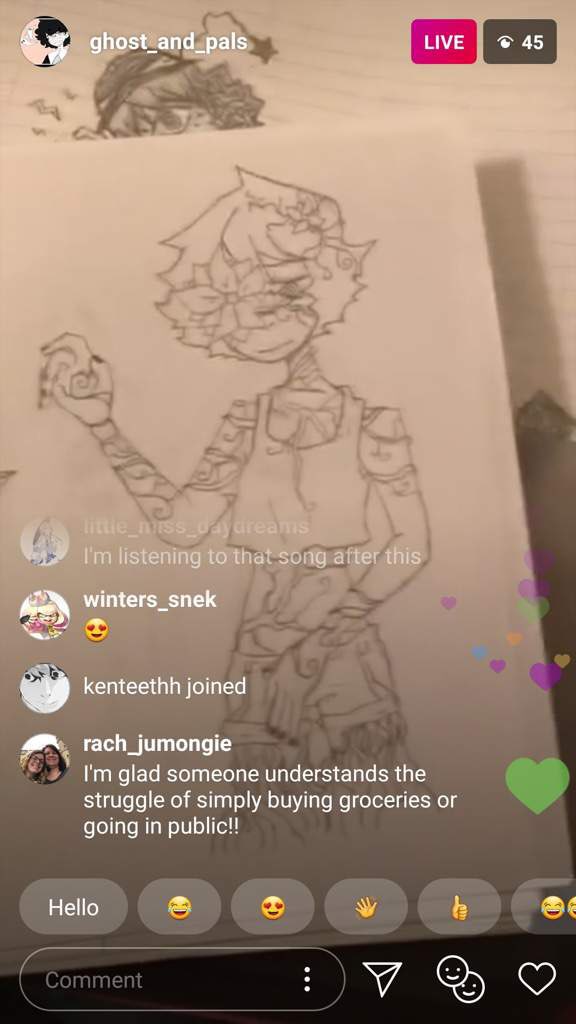 ghost_and_pals
LIVE
45
little_miss_daydreams
I'm listening to that song after this
winters_snek
kenteethh joined
rach_jumongie
I'm glad someone understands the
struggle of simply buying groceries or
going in public!!
Hello
Comment